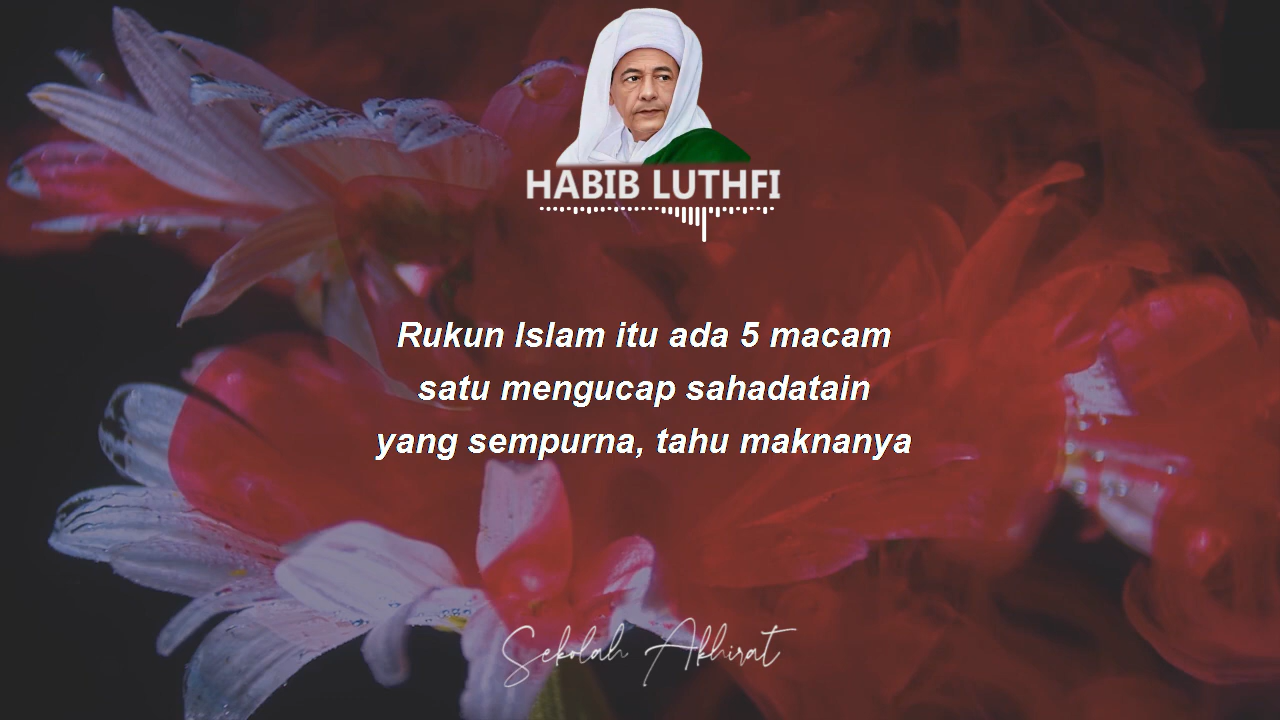 HABIB LUTHFI
Rukun Islam itu ada 5 macam
satu mengucap sahadatain
yang sempurna, tahu maknanya
Sekolah Akhirat